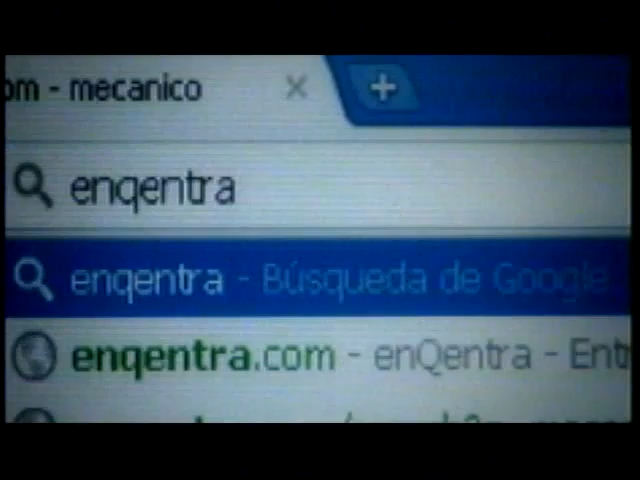 om - mecanico
enqentra
enqentra - Búsqueda de Google
enqentra.com - enQentra - Ent